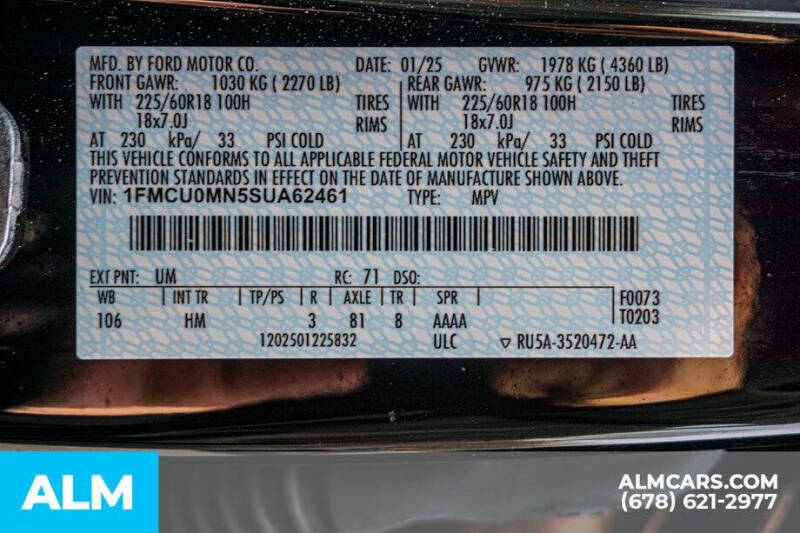 MFD. BY FORD MOTOR CO. DATE: 01/25 GVWR: 1978 KG ( 4360 LB)
FRONT GAWR: 1030 KG ( 2270 LB) REAR GAWR: 975 KG ( 2150 LB)
WITH 225/60R18 100H TIRES WITH 225/60R18 100H TIRES
18x7.0J RIMS 18x7.0J RIMS
AT 230 kPa/ 33 PSI COLD AT 230 kPa/ 33 PSI COLD
THIS VEHICLE CONFORMS TO ALL APPLICABLE FEDERAL MOTOR VEHICLE SAFETY AND THEFT
PREVENTION STANDARDS IN EFFECT ON THE DATE OF MANUFACTURE SHOWN ABOVE.
VIN: 1FMCU0MN5SUA62461 TYPE: MPV
EXT PNT: UM RC: 71 DSO:
WB INT TR TP/PS R AXLE TR SPR F0073
106 HM 3 81 8 AAAA T0203
1202501225832 ULC ▽ RU5A-3520472-AA
ALM
ALMCARS.COM
(678) 621-2977